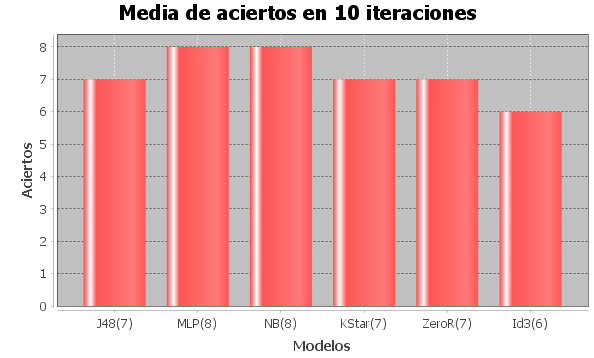 Media de aciertos en 10 iteraciones
8
7
6
5
4
3
2
1
0
Aciertos
J48(7) MLP(8) NB(8) KStar(7) ZeroR(7) Id3(6)
Modelos